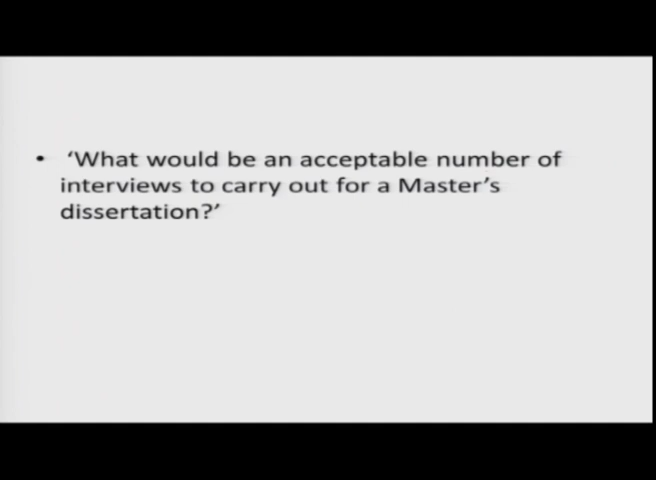 • ‘What would be an acceptable number of
interviews to carry out for a Master’s
dissertation?’